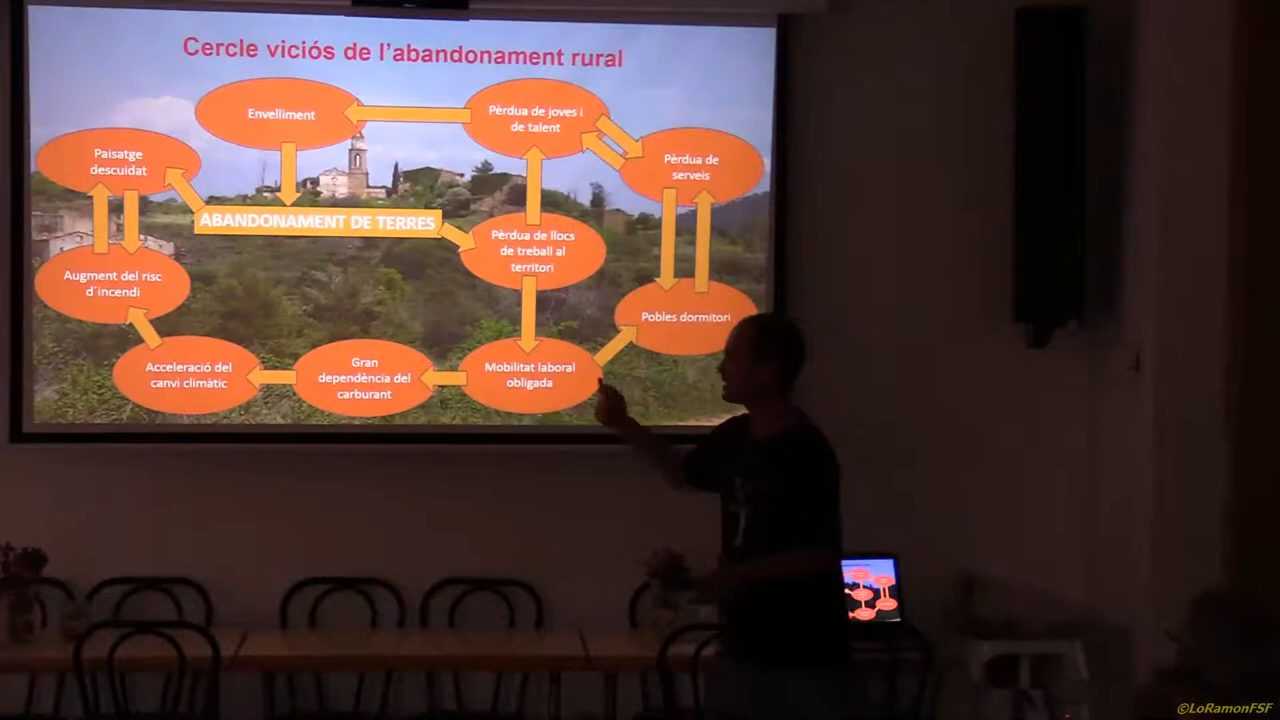 Cercle viciós de l'abandonament rural
Envelliment
Pèrdua de joves i
de talent
Paisatge
descuidat
Pèrdua de
serveis
ABANDONAMENT DE TERRES
Pèrdua de llocs
de treball al
territori
Augment del risc
d´incendi
Pobles dormitori
Acceleració del
canvi climàtic
Gran
dependència del
carburant
Mobilitat laboral
obligada
©LoRamonFSF